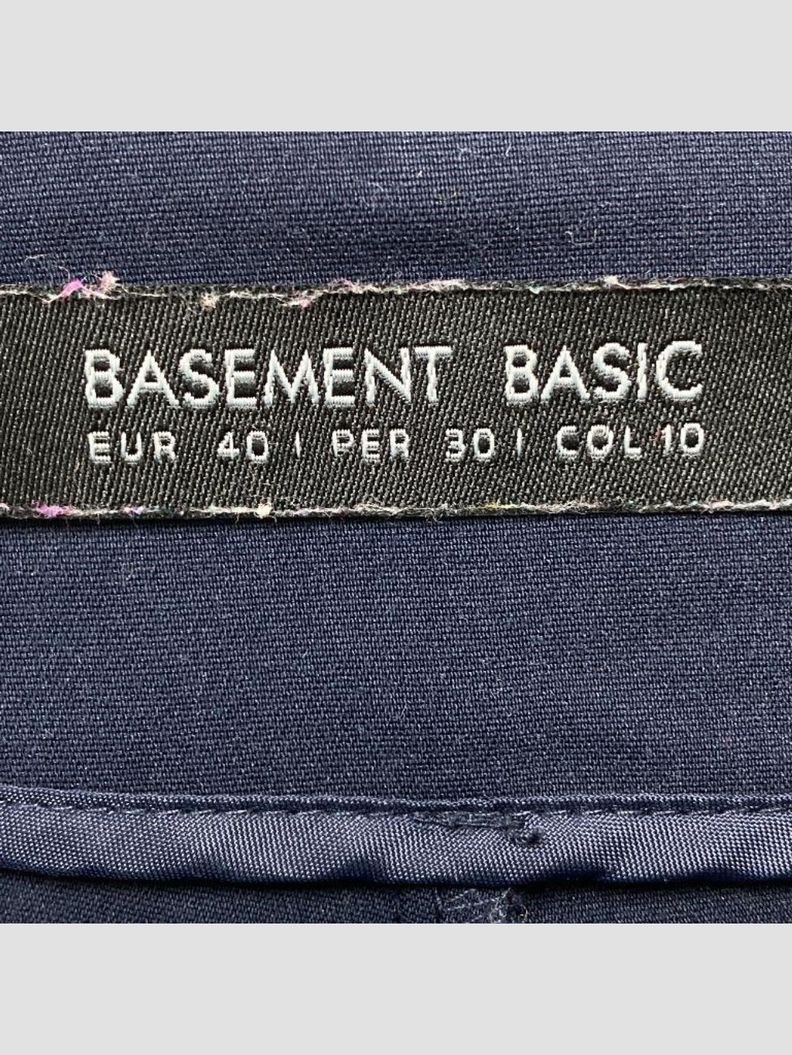 BASEMENT BASIC
EUR 40 | PER 30 | COL 10